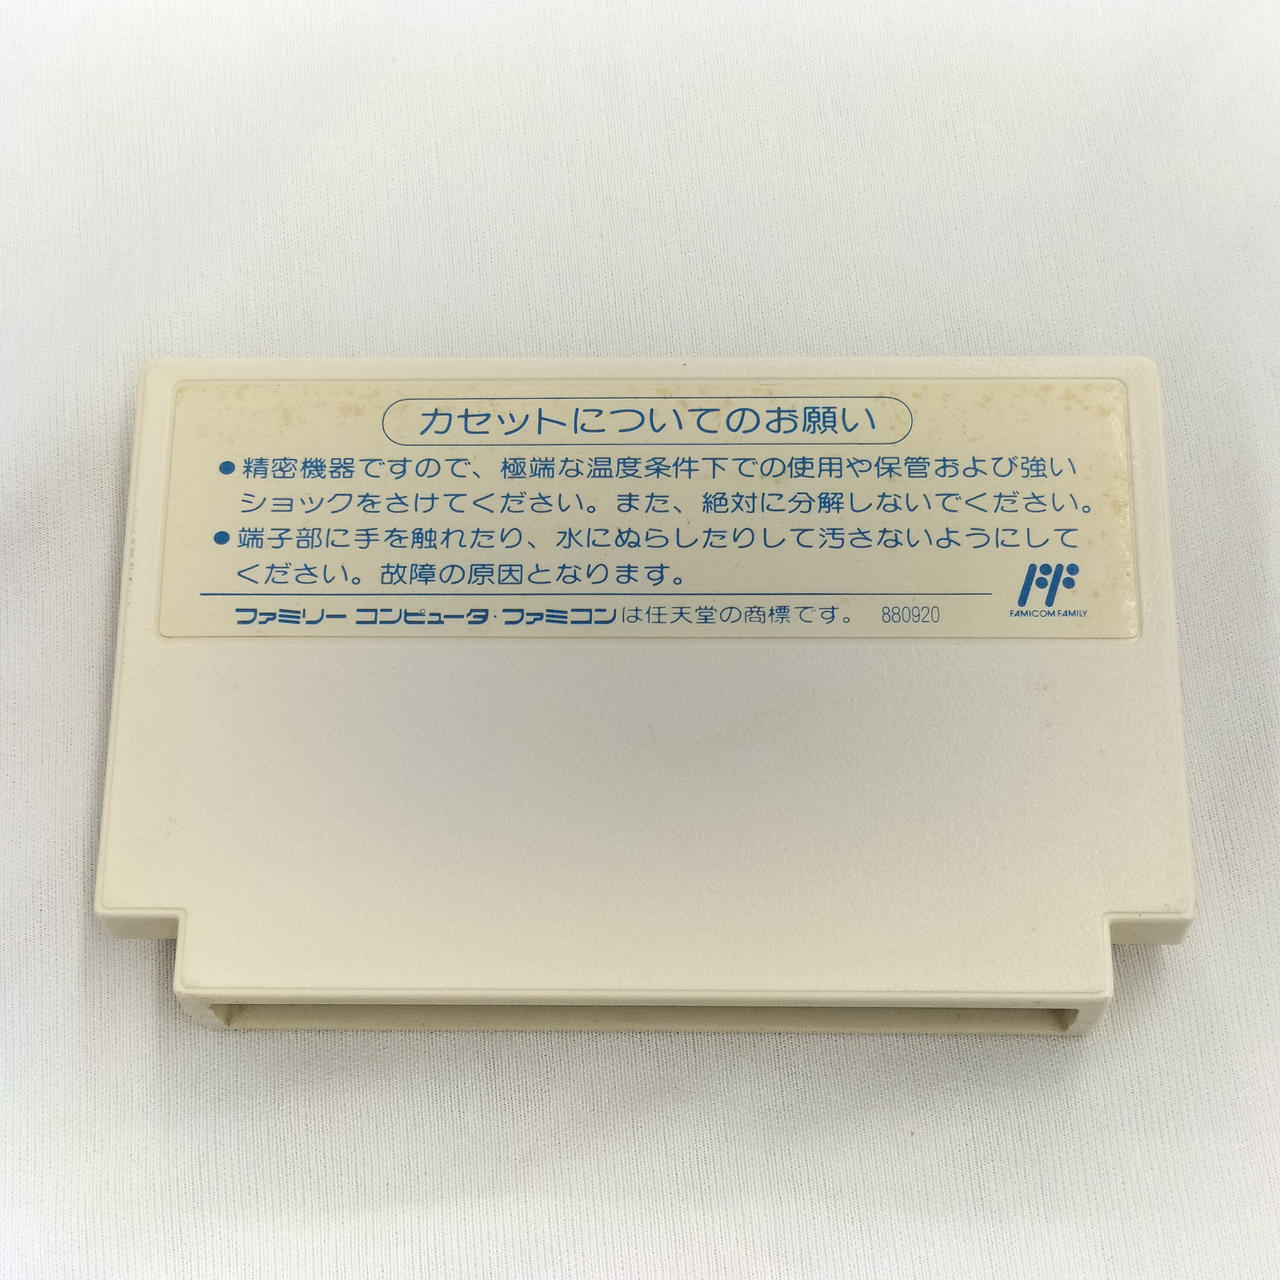 カセットについてのお願い
●精密機器ですので、極端な温度条件下での使用や保管および強い
ショックをさけてください。また、絶対に分解しないでください。
●端子部に手を触れたり、水にぬらしたりして汚さないようにして
ください。故障の原因となります。
ファミリー コンピュータ・ファミコンは任天堂の商標です。 880920
FAMICOM FAMILY